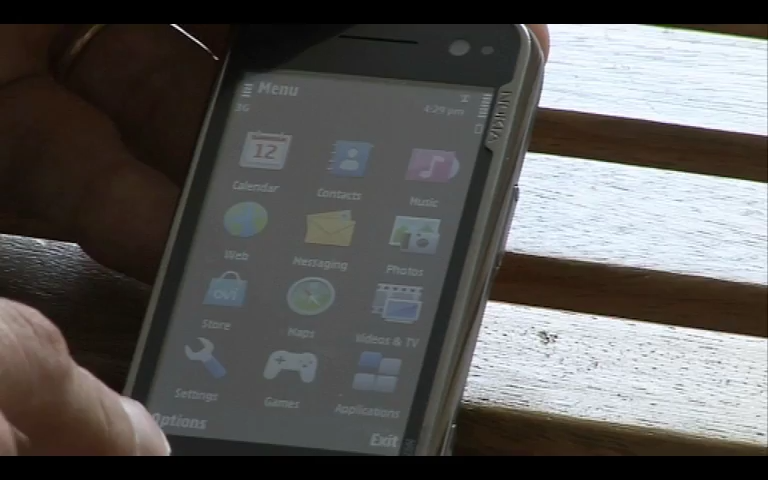 Menu
3G
4:29 pm
NOKIA
12
Calendar
Contacts
Music
Web
Messaging
Photos
ovi
Store
Maps
Videos & TV
Settings
Games
Applications
Options
Exit